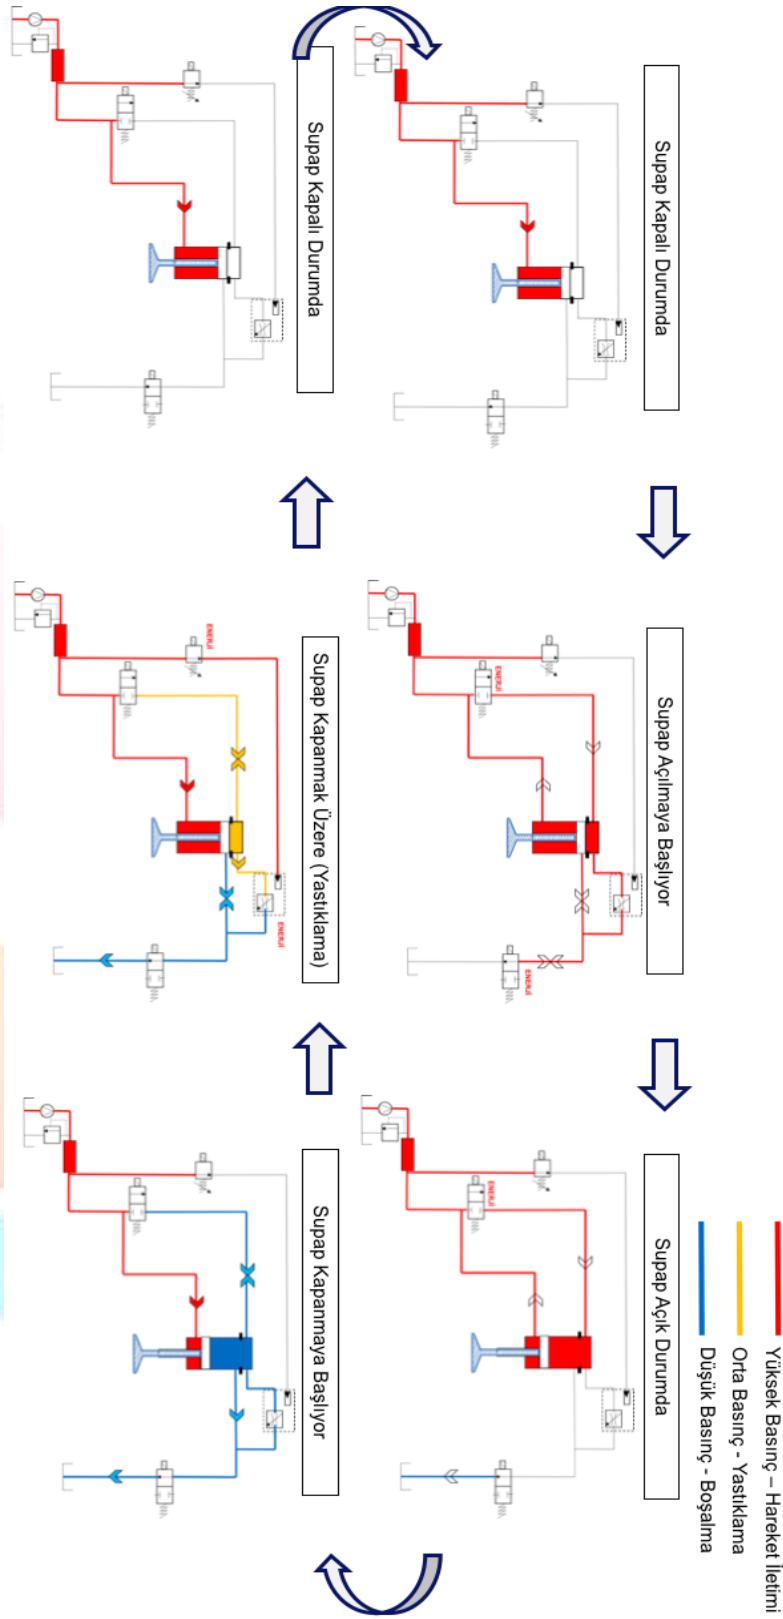 Yüksek Basınç – Hareket İletimi
Orta Basınç - Yastıklama
Düşük Basınç - Boşalma
Supap Kapalı Durumda
Supap Açılmaya Başlıyor
ENERJİ
ENERJİ
Supap Açık Durumda
ENERJİ
Supap Kapalı Durumda
Supap Kapanmak Üzere (Yastıklama)
ENERJİ
ENERJİ
Supap Kapanmaya Başlıyor